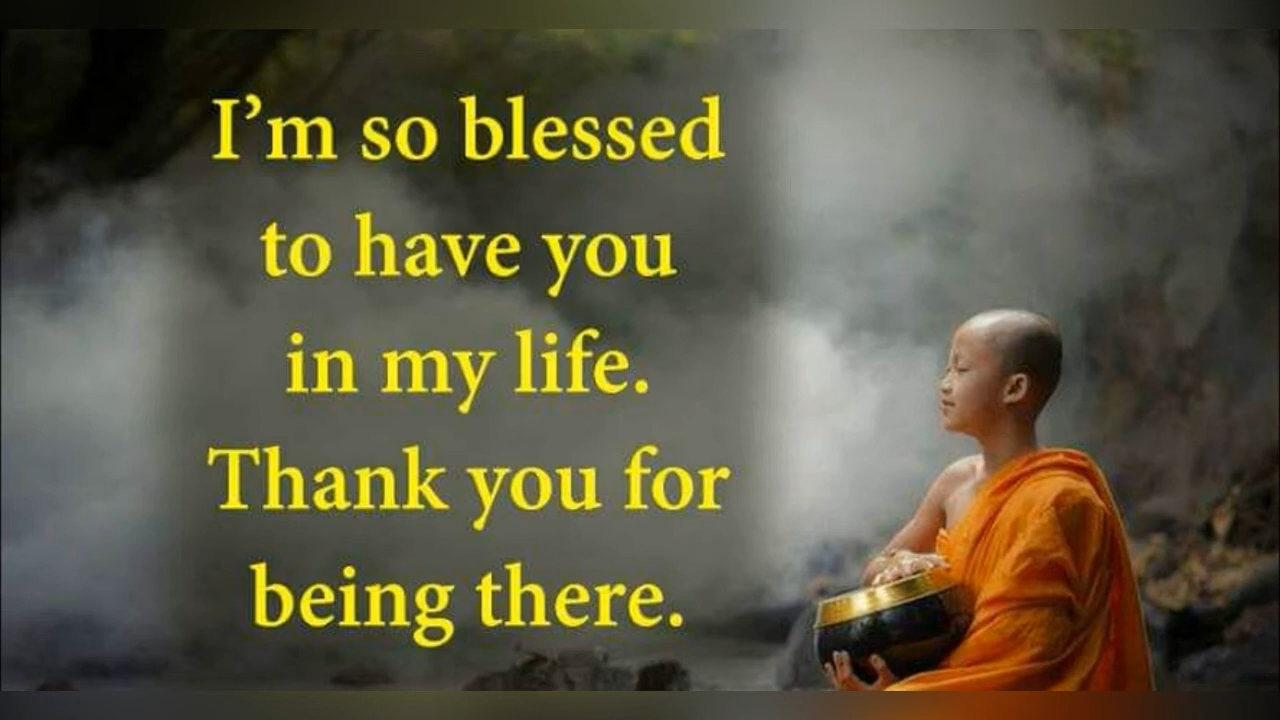 I’m so blessed
to have you
in my life.
Thank you for
being there.